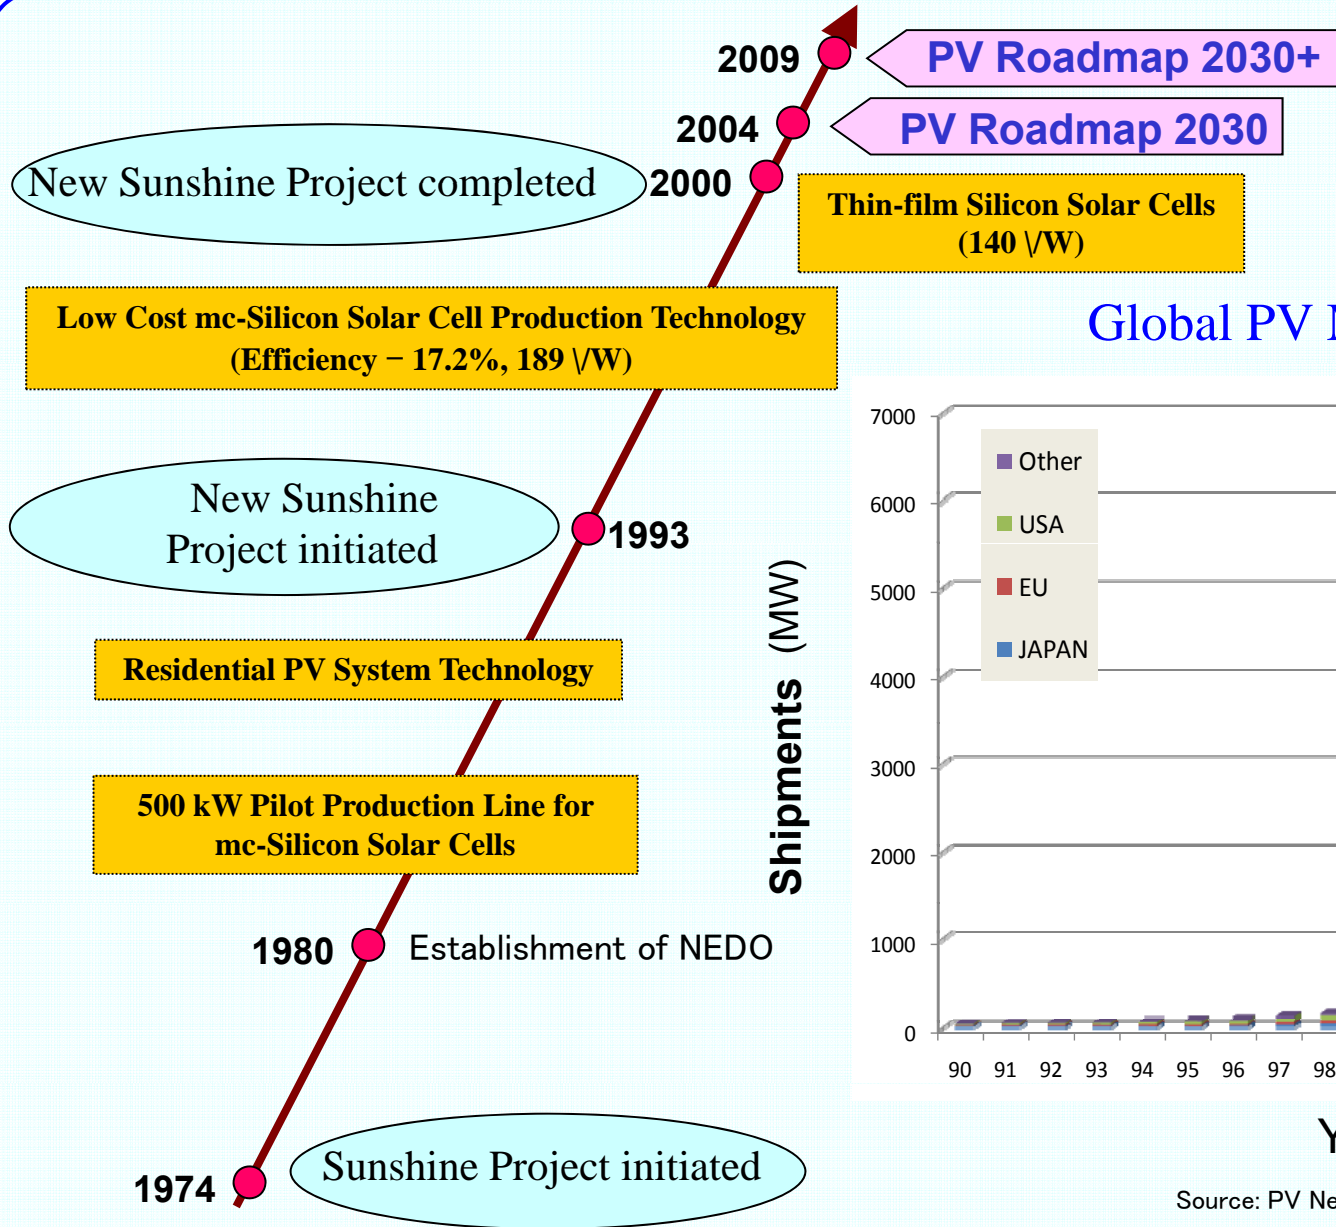 2009
PV Roadmap 2030+
2004
PV Roadmap 2030
New Sunshine Project completed
2000
Thin-film Silicon Solar Cells
(140 \/W)
Low Cost mc-Silicon Solar Cell Production Technology
(Efficiency − 17.2%, 189 \/W)
New Sunshine
Project initiated
1993
Residential PV System Technology
500 kW Pilot Production Line for
mc-Silicon Solar Cells
1980
Establishment of NEDO
1974
Sunshine Project initiated
Global PV
Shipments (MW)
7000
6000
5000
4000
3000
2000
1000
0
Other
USA
EU
JAPAN
90 91 92 93 94 95 96 97 98
Source: PV Ne